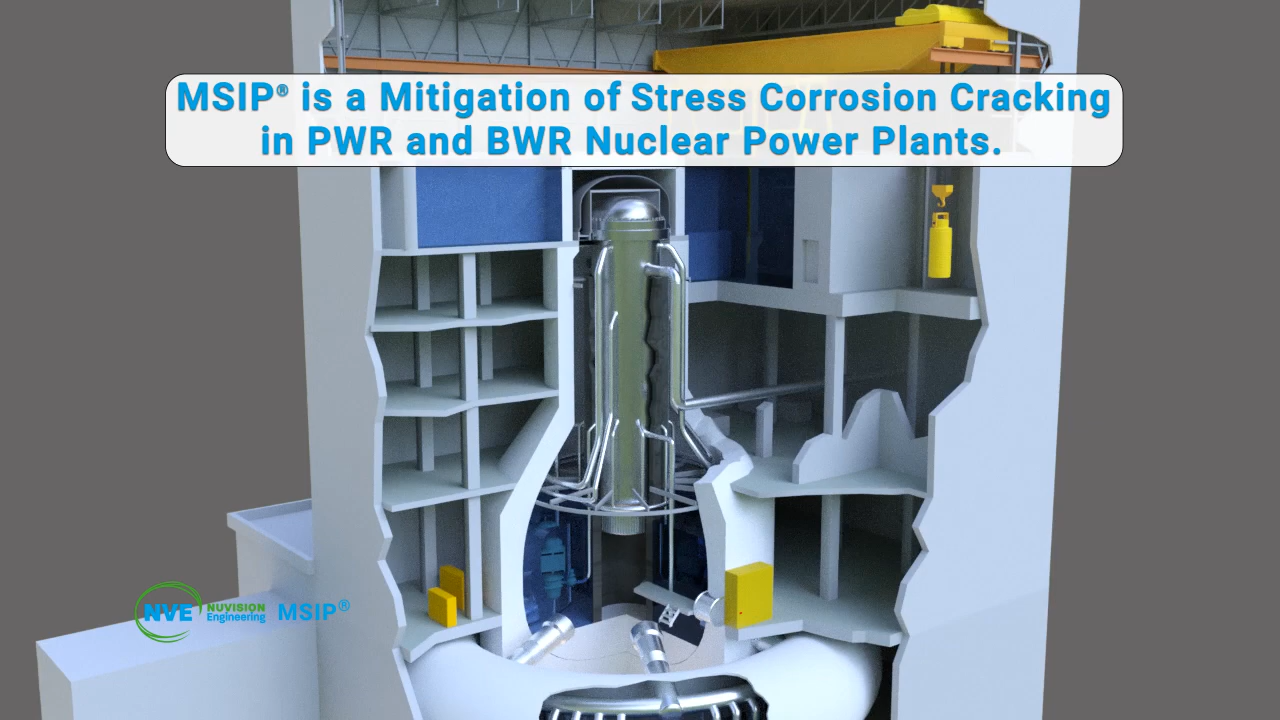 MSIP® is a Mitigation of Stress Corrosion Cracking
in PWR and BWR Nuclear Power Plants.
NVE NUVISION Engineering MSIP®